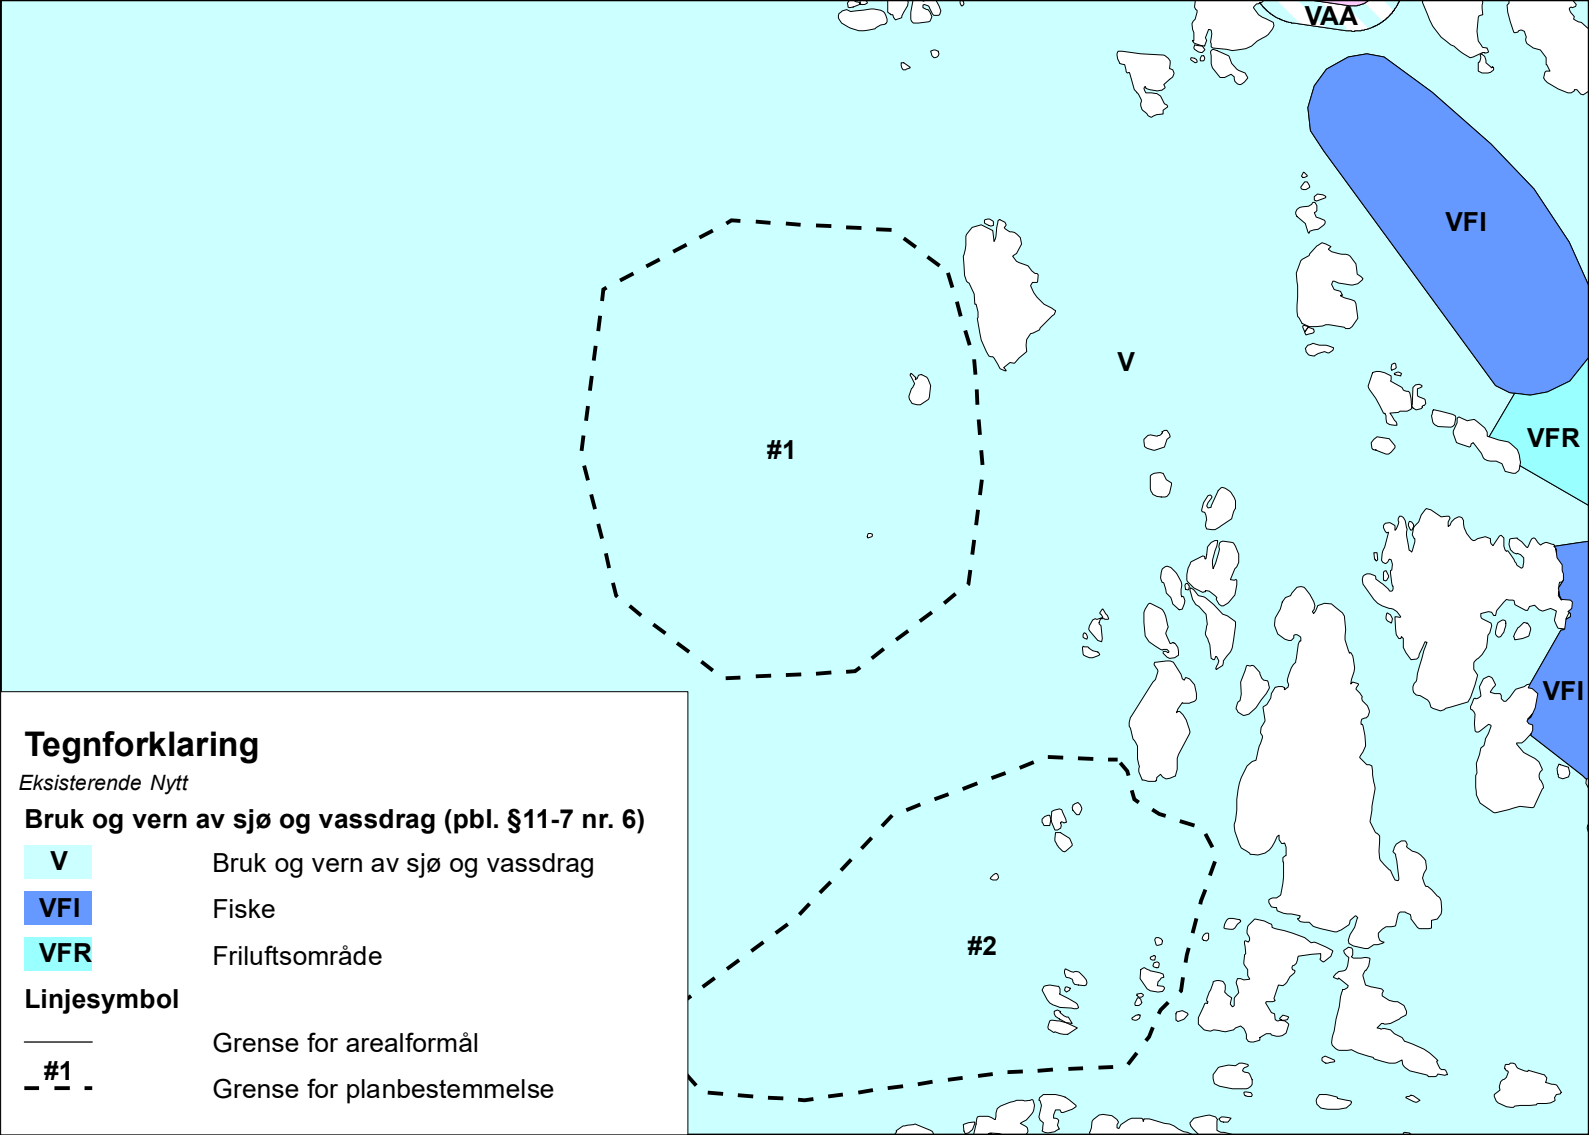 VAA
VFI
V
VFR
#1
VFI
#2
Tegnforklaring
Eksisterende Nytt
Bruk og vern av sjø og vassdrag (pbl. §11-7 nr. 6)
V Bruk og vern av sjø og vassdrag
VFI Fiske
VFR Friluftsområde
Linjesymbol
Grense for arealformål
#1 Grense for planbestemmelse